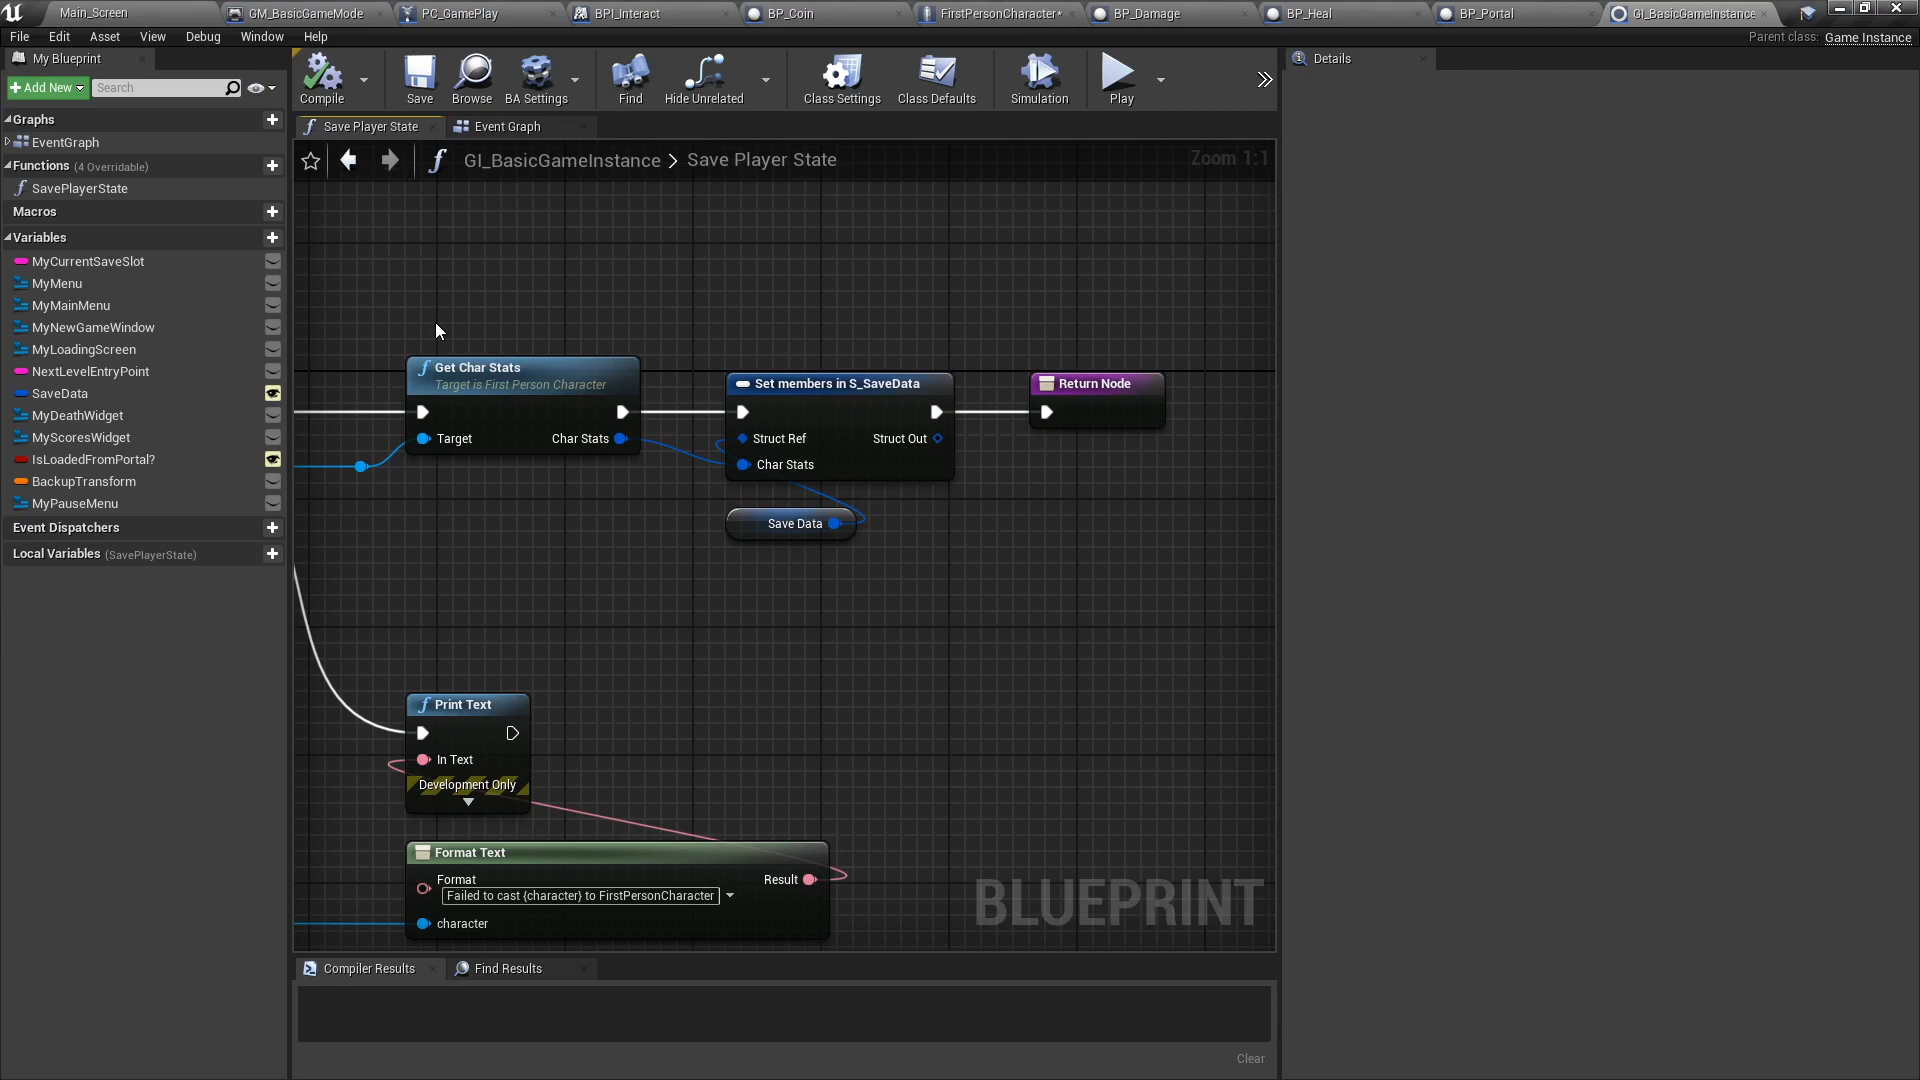 Main_Screen
GM_BasicGameMode
PC_GamePlay
BPI_Interact
BP_Coin
FirstPersonCharacter*
BP_Damage
BP_Heal
BP_Portal
GI_BasicGameInstance
File Edit Asset View Debug Window Help
Parent class: Game Instance
My Blueprint
Add New
Search
Compile
Save
Browse
BA Settings
Find
Hide Unrelated
Class Settings
Class Defaults
Simulation
Play
Details
Graphs
EventGraph
Functions (4 Overridable)
SavePlayerState
Macros
Variables
MyCurrentSaveSlot
MyMenu
MyMainMenu
MyNewGameWindow
MyLoadingScreen
NextLevelEntryPoint
SaveData
MyDeathWidget
MyScoresWidget
IsLoadedFromPortal?
BackupTransform
MyPauseMenu
Event Dispatchers
Local Variables (SavePlayerState)
Save Player State
Event Graph
GI_BasicGameInstance > Save Player State
Zoom 1:1
Get Char Stats
Target is First Person Character
Target
Char Stats
Set members in S_SaveData
Struct Ref
Struct Out
Char Stats
Return Node
Save Data
Print Text
In Text
Development Only
Format Text
Format
Failed to cast {character} to FirstPersonCharacter
Result
character
BLUEPRINT
Compiler Results
Find Results
Clear